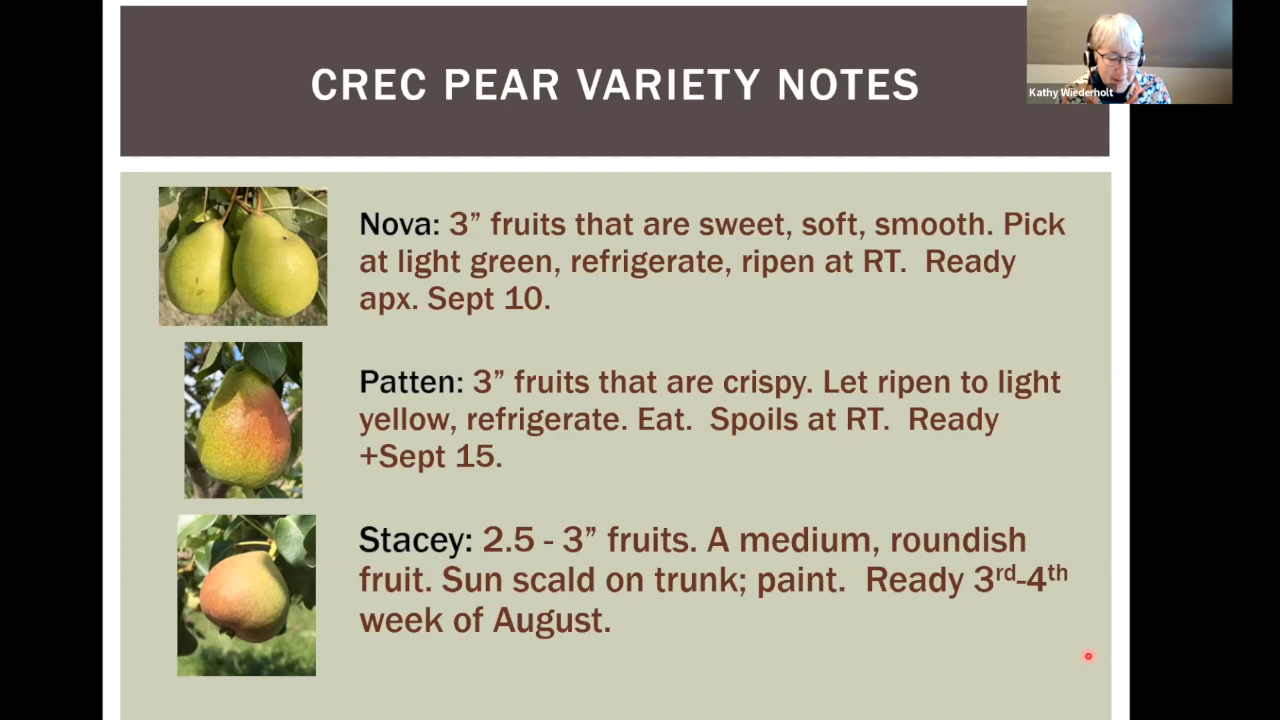 CREC PEAR VARIETY NOTES
Kathy Wiederholt
Nova: 3” fruits that are sweet, soft, smooth. Pick
at light green, refrigerate, ripen at RT.  Ready
apx. Sept 10.
Patten: 3” fruits that are crispy. Let ripen to light
yellow, refrigerate. Eat.  Spoils at RT.  Ready
+Sept 15.
Stacey: 2.5 - 3” fruits. A medium, roundish
fruit. Sun scald on trunk; paint.  Ready 3rd-4th
week of August.